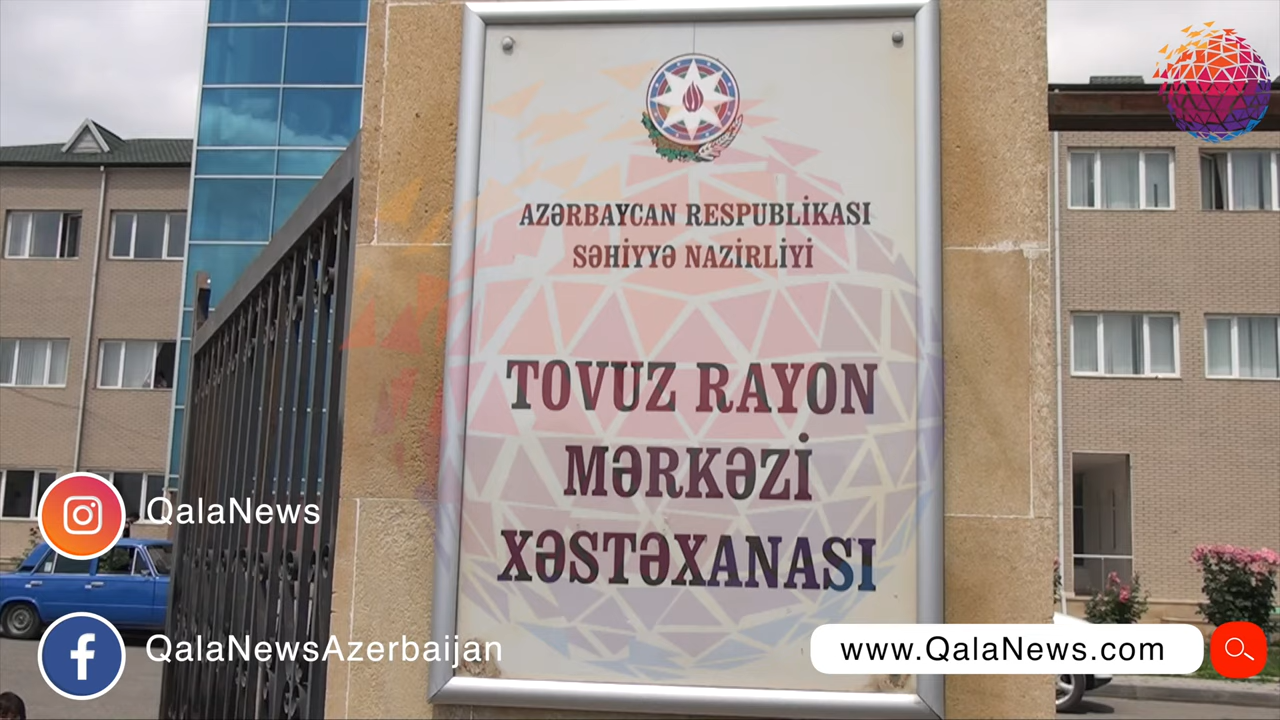 AZƏRBAYCAN RESPUBLİKASI
SƏHİYYƏ NAZİRLİYİ
TOVUZ RAYON
MƏRKƏZİ
XƏSTƏXANASI
QalaNews
QalaNewsAzerbaijan
www.QalaNews.com